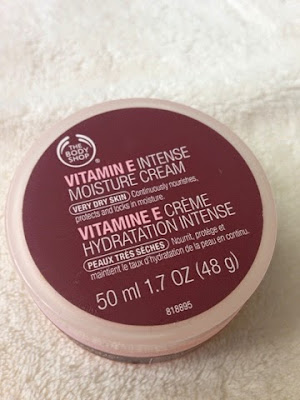 THE
BODY
SHOP®
VITAMIN E INTENSE
MOISTURE CREAM
VERY DRY SKIN Continuously nourishes,
protects and locks in moisture.
VITAMINE E CRÈME
HYDRATATION INTENSE
PEAUX TRÈS SÈCHES Nourrit, protège et
maintient le taux d'hydratation de la peau en continu.
50 ml 1.7 OZ (48 g)
818895